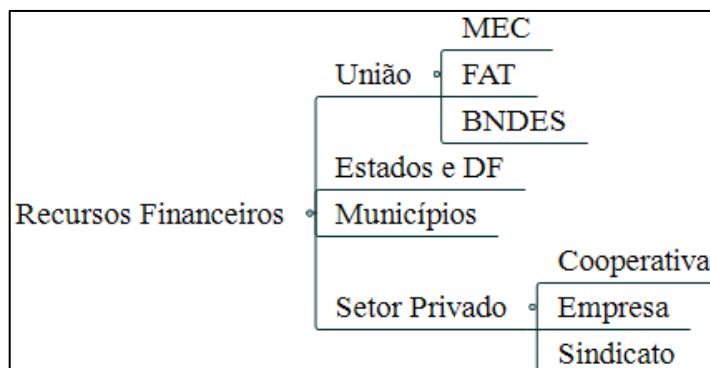 MEC
União
FAT
BNDES
Estados e DF
Recursos Financeiros
Municípios
Cooperativa
Setor Privado
Empresa
Sindicato